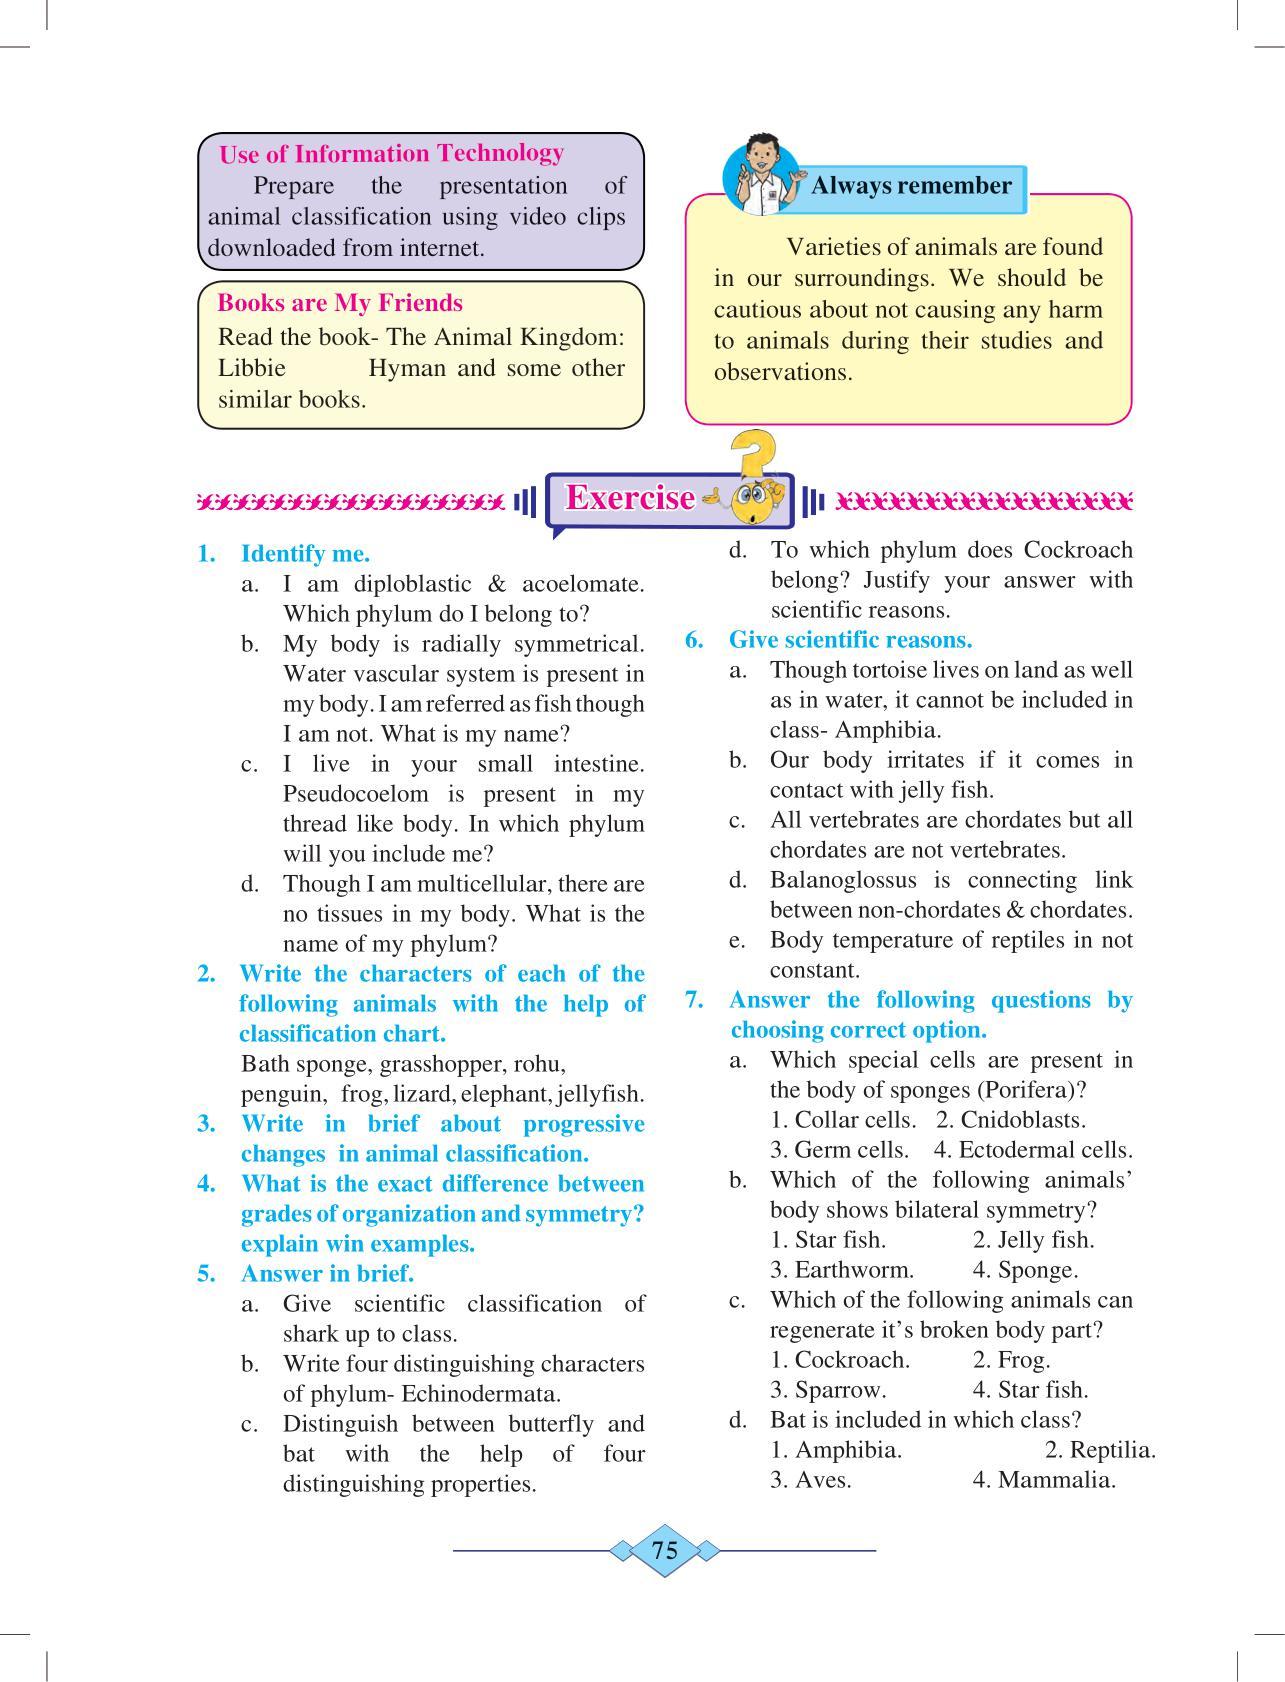 Use of Information Technology
Prepare the presentation of
animal classification using video clips
downloaded from internet.
Books are My Friends
Read the book- The Animal Kingdom:
Libbie Hyman and some other
similar books.
Always remember
Varieties of animals are found
in our surroundings. We should be
cautious about not causing any harm
to animals during their studies and
observations.
Exercise
1. Identify me.
a. I am diploblastic & acoelomate.
Which phylum do I belong to?
b. My body is radially symmetrical.
Water vascular system is present in
my body. I am referred as fish though
I am not. What is my name?
c. I live in your small intestine.
Pseudocoelom is present in my
thread like body. In which phylum
will you include me?
d. Though I am multicellular, there are
no tissues in my body. What is the
name of my phylum?
2. Write the characters of each of the
following animals with the help of
classification chart.
Bath sponge, grasshopper, rohu,
penguin, frog, lizard, elephant, jellyfish.
3. Write in brief about progressive
changes in animal classification.
4. What is the exact difference between
grades of organization and symmetry?
explain win examples.
5. Answer in brief.
a. Give scientific classification of
shark up to class.
b. Write four distinguishing characters
of phylum- Echinodermata.
c. Distinguish between butterfly and
bat with the help of four
distinguishing properties.
d. To which phylum does Cockroach
belong? Justify your answer with
scientific reasons.
6. Give scientific reasons.
a. Though tortoise lives on land as well
as in water, it cannot be included in
class- Amphibia.
b. Our body irritates if it comes in
contact with jelly fish.
c. All vertebrates are chordates but all
chordates are not vertebrates.
d. Balanoglossus is connecting link
between non-chordates & chordates.
e. Body temperature of reptiles in not
constant.
7. Answer the following questions by
choosing correct option.
a. Which special cells are present in
the body of sponges (Porifera)?
1. Collar cells. 2. Cnidoblasts.
3. Germ cells. 4. Ectodermal cells.
b. Which of the following animals’
body shows bilateral symmetry?
1. Star fish. 2. Jelly fish.
3. Earthworm. 4. Sponge.
c. Which of the following animals can
regenerate it’s broken body part?
1. Cockroach. 2. Frog.
3. Sparrow. 4. Star fish.
d. Bat is included in which class?
1. Amphibia. 2. Reptilia.
3. Aves. 4. Mammalia.
75